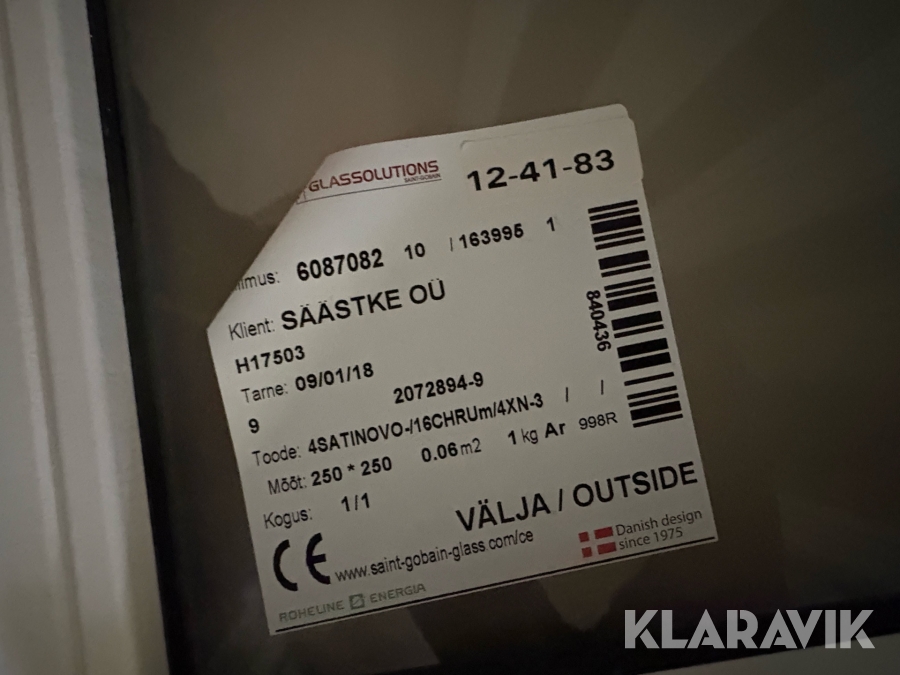 GLASSOLUTIONS
SAINT-GOBAIN
12-41-83
6087082 10 / 163995 1
Klient: SÄÄSTKE OÜ
H17503
Tarne: 09/01/18
9 2072894-9
Toode: 4SATINOVO-/16CHRUm/4XN-3 / /
Mõõt: 250 * 250 0.06 m2 1 kg Ar 998R
Kogus: 1/1
840436
VÄLJA / OUTSIDE
CE www.saint-gobain-glass.com/ce
Danish design
since 1975
ROHELINE ENERGIA
KLARAVIK